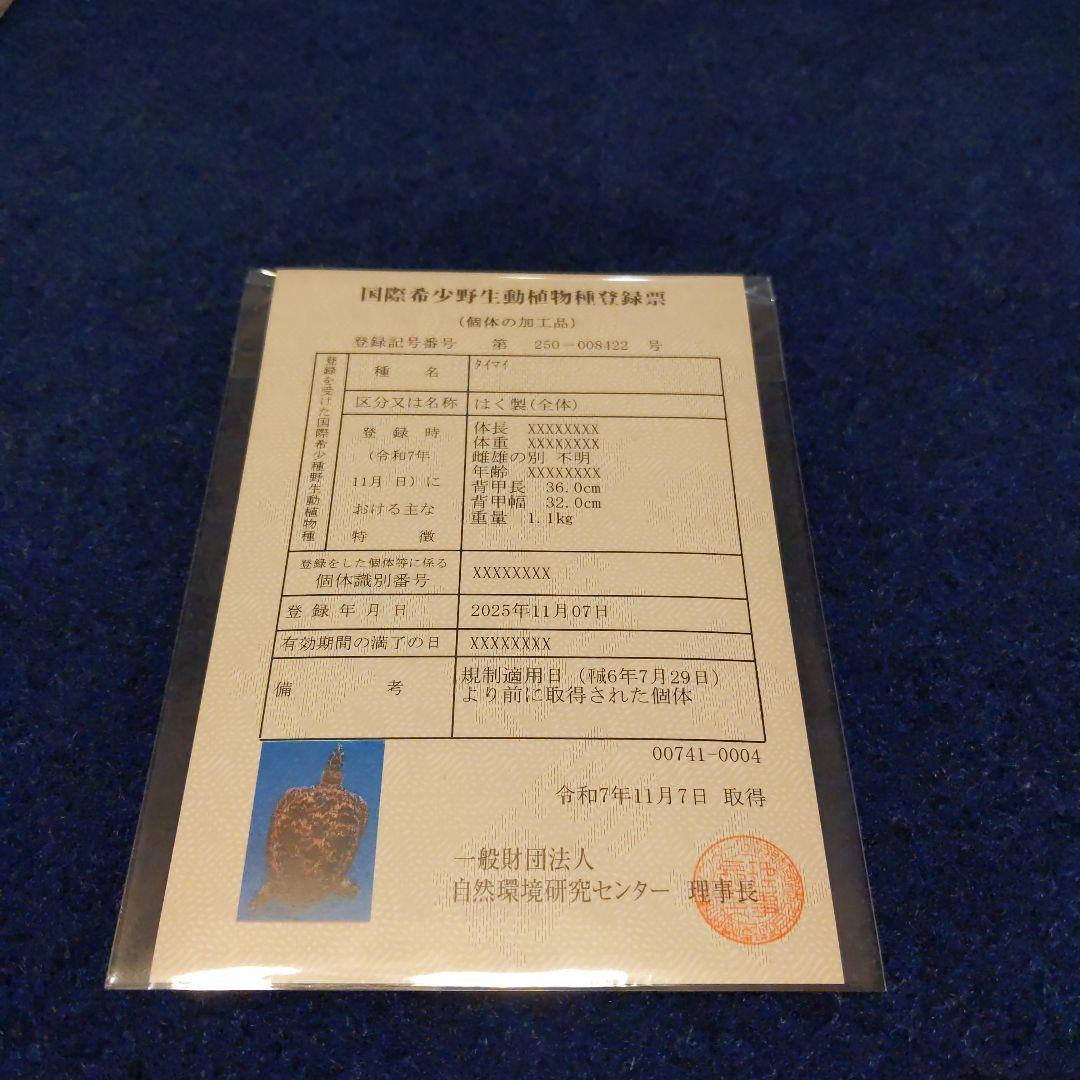 国際希少野生動植物種登録票
(個体の加工品)
登録記号番号 第 250-008422 号
登録を受けた国際希少種野生動植物種
種 名 タイマイ
区分又は名称 はく製(全体)
登 録 時
(令和7年
11月 日)に
おける主な
特 徴
体長 XXXXXXXX
体重 XXXXXXXX
雌雄の別 不明
年齢 XXXXXXXX
背甲長 36.0cm
背甲幅 32.0cm
重量 1.1kg
登録をした個体等に係る
個体識別番号 XXXXXXXX
登 録 年 月 日 2025年11月07日
有効期間の満了の日 XXXXXXXX
備 考
規制適用日(㍻6年7月29日)
より前に取得された個体
00741-0004
令和7年11月7日 取得
一般財団法人
自然環境研究センター 理事長